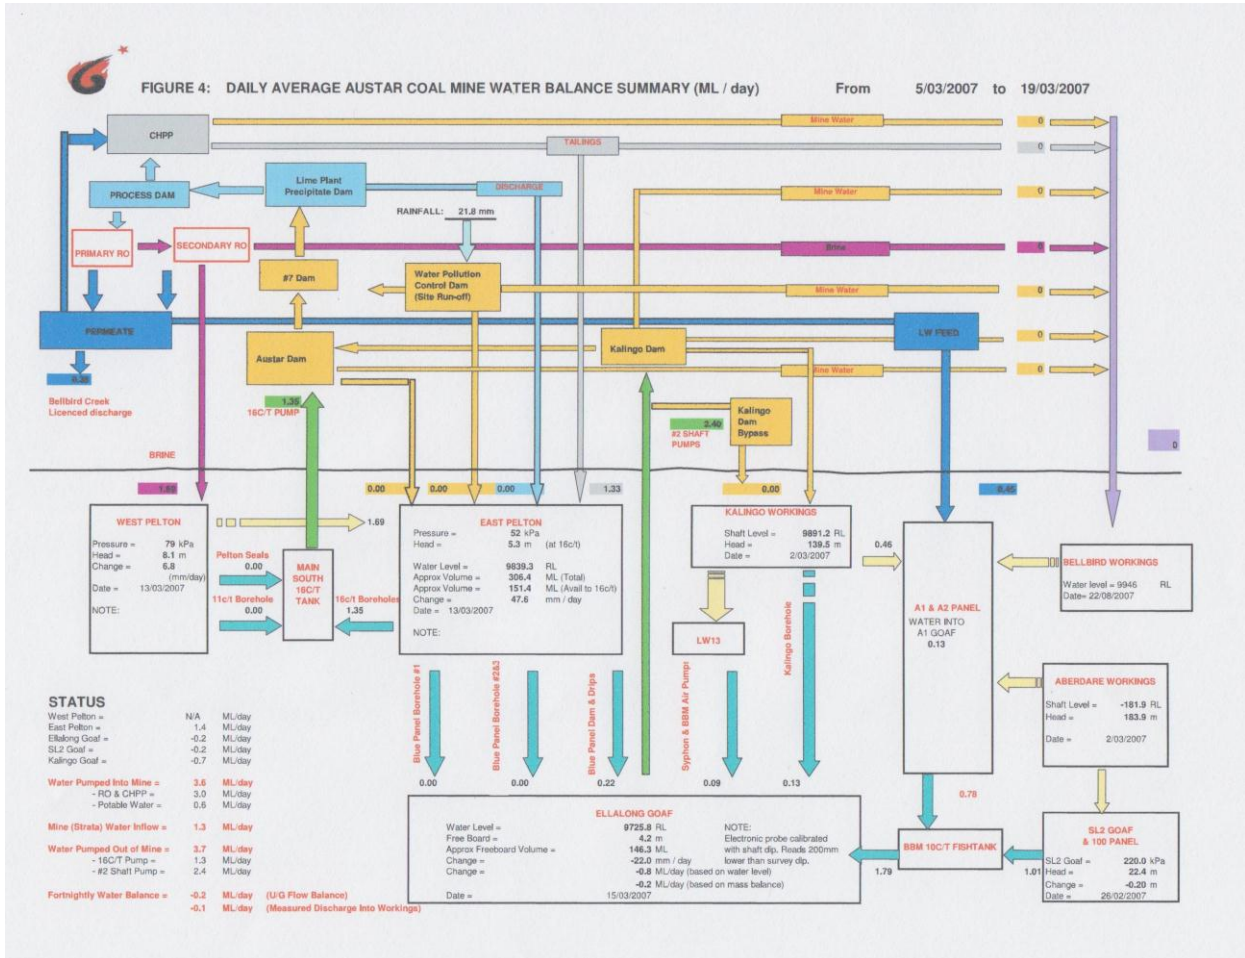 FIGURE 4: DAILY AVERAGE AUSTAR COAL MINE WATER BALANCE SUMMARY (ML / day) From 5/03/2007 to 19/03/2007
CHPP
Mine Water 0
TAILINGS 0
PROCESS DAM
Lime Plant
Precipitate Dam
DISCHARGE
Mine Water 0
RAINFALL: 21.8 mm
PRIMARY RO
SECONDARY RO
Brine 0
#7 Dam
Water Pollution
Control Dam
(Site Run-off)
Mine Water 0
PERMEATE
LW FEED
0
Austar Dam
Kalingo Dam
Mine Water 0
Bellbird Creek
Licenced discharge
1.35
16C/T PUMP
2.40
#2 SHAFT
PUMPS
Kalingo
Dam
Bypass
0
BRINE
1.69
0.00
0.00
0.00
1.33
0.00
0.45
WEST PELTON
Pressure = 79 kPa
Head = 8.1 m
Change = 6.8
(mm/day)
Date = 13/03/2007
NOTE:
1.69
Pelton Seals
0.00
11c/t Borehole
0.00
MAIN
SOUTH
16C/T
TANK
16c/t Boreholes
1.35
EAST PELTON
Pressure = 52 kPa
Head = 5.3 m (at 16c/t)
Water Level = 9839.3 RL
Approx Volume = 306.4 ML (Total)
Approx Volume = 151.4 ML (Avail to 16c/t)
Change = 47.6 mm / day
Date = 13/03/2007
NOTE:
KALINGO WORKINGS
Shaft Level = 9891.2 RL
Head = 139.5 m
Date = 2/03/2007
0.46
LW13
A1 & A2 PANEL
WATER INTO
A1 GOAF
0.13
BELLBIRD WORKINGS
Water level = 9946 RL
Date= 22/08/2007
ABERDARE WORKINGS
Shaft Level = -181.9 RL
Head = 183.9 m
Date = 2/03/2007
Blue Panel Borehole #1
Blue Panel Borehole #2&3
Blue Panel Dam & Drips
Syphon & BBM Air Pump
Kalingo Borehole
0.00
0.00
0.22
0.09
0.13
0.78
STATUS
West Pelton = N/A ML/day
East Pelton = 1.4 ML/day
Ellalong Goaf = -0.2 ML/day
SL2 Goaf = -0.2 ML/day
Kalingo Goaf = -0.7 ML/day
Water Pumped Into Mine = 3.6 ML/day
- RO & CHPP = 3.0 ML/day
- Potable Water = 0.6 ML/day
Mine (Strata) Water Inflow = 1.3 ML/day
Water Pumped Out of Mine = 3.7 ML/day
- 16C/T Pump = 1.3 ML/day
- #2 Shaft Pump = 2.4 ML/day
Fortnightly Water Balance = -0.2 ML/day (U/G Flow Balance)
-0.1 ML/day (Measured Discharge Into Workings)
ELLALONG GOAF
Water Level = 9725.8 RL
Free Board = 4.2 m
Approx Freeboard Volume = 146.3 ML
Change = -22.0 mm / day
Change = -0.8 ML/day (based on water level)
-0.2 ML/day (based on mass balance)
Date = 15/03/2007
NOTE:
Electronic probe calibrated
with shaft dip. Reads 200mm
lower than survey dip.
1.79
BBM 10C/T FISHTANK
1.01
SL2 GOAF
& 100 PANEL
SL2 Goaf = 220.0 kPa
Head = 22.4 m
Change = -0.20 m
Date = 26/02/2007